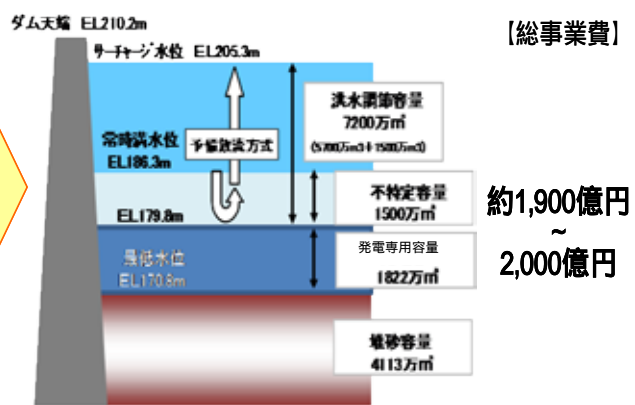 ダム天端 EL210.2m
サーチャージ水位 EL205.3m
【総事業費】
洪水調節容量
7200万㎥
(5700万m3+1500万m3)
常時満水位
EL186.3m
予備放流方式
不特定容量
1500万㎥
EL179.8m
約1,900億円
~
2,000億円
発電専用容量
1822万㎥
最低水位
EL170.8m
堆砂容量
4113万㎥